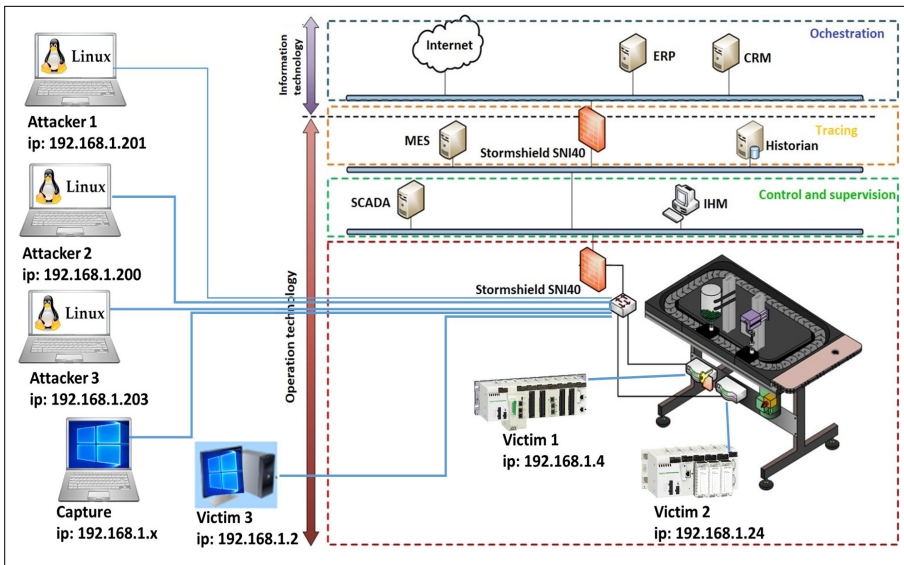 Linux
Attacker 1
ip: 192.168.1.201
Linux
Attacker 2
ip: 192.168.1.200
Linux
Attacker 3
ip: 192.168.1.203
Capture
ip: 192.168.1.x
Victim 3
ip: 192.168.1.2
Information
technology
Operation technology
Internet
ERP
CRM
Ochestration
MES
Stormshield SNI40
Tracing
Historian
SCADA
IHM
Control and supervision
Stormshield SNI40
Victim 1
ip: 192.168.1.4
Victim 2
ip: 192.168.1.24